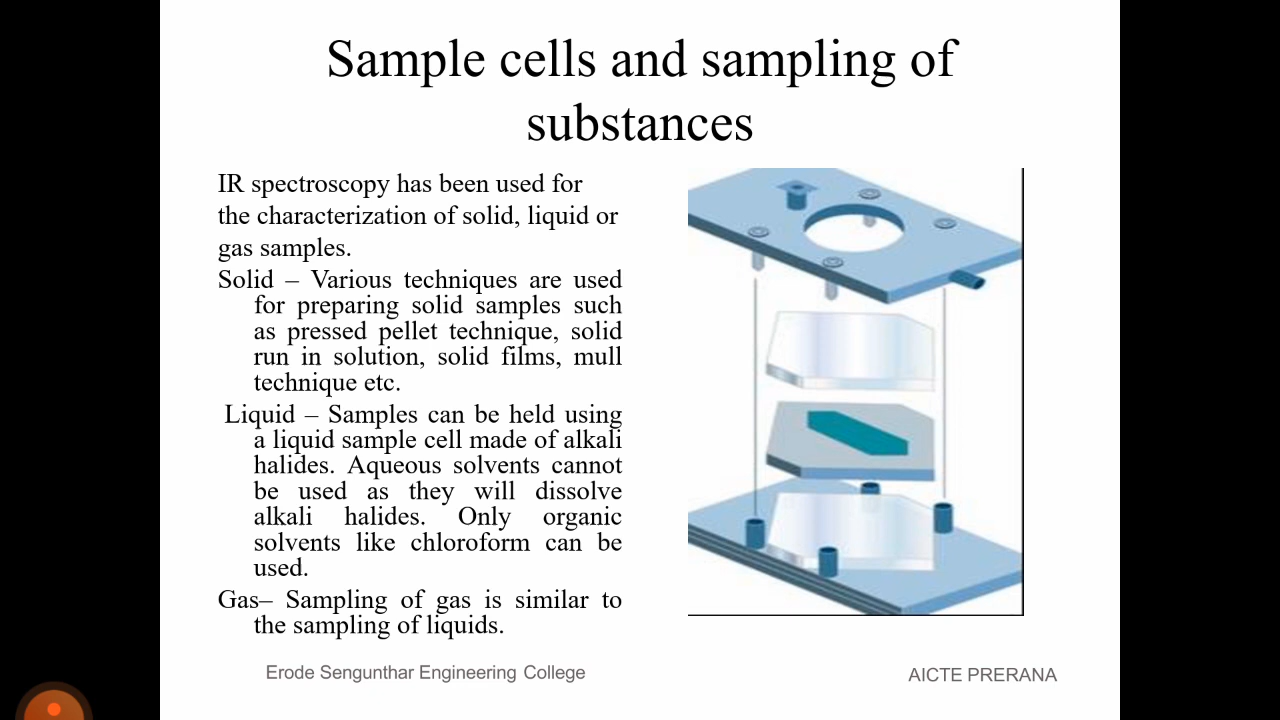 Sample cells and sampling of
substances
IR spectroscopy has been used for
the characterization of solid, liquid or
gas samples.
Solid – Various techniques are used
for preparing solid samples such
as pressed pellet technique, solid
run in solution, solid films, mull
technique etc.
Liquid – Samples can be held using
a liquid sample cell made of alkali
halides. Aqueous solvents cannot
be used as they will dissolve
alkali halides. Only organic
solvents like chloroform can be
used.
Gas– Sampling of gas is similar to
the sampling of liquids.
Erode Sengunthar Engineering College
AICTE PRERANA